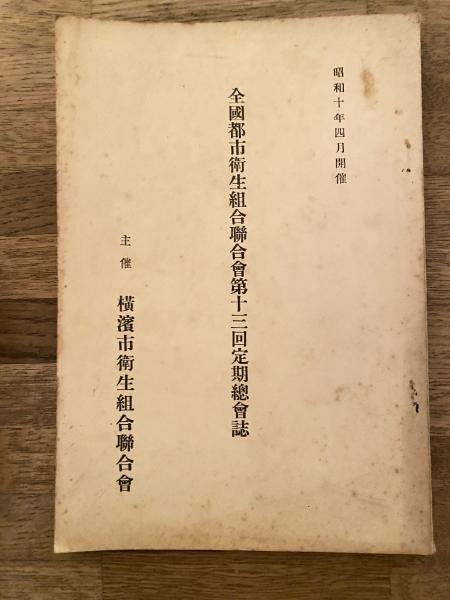 昭和十年四月開催
全國都市衛生組合聯合會第十三回定期總會誌
主催 橫濱市衛生組合聯合會